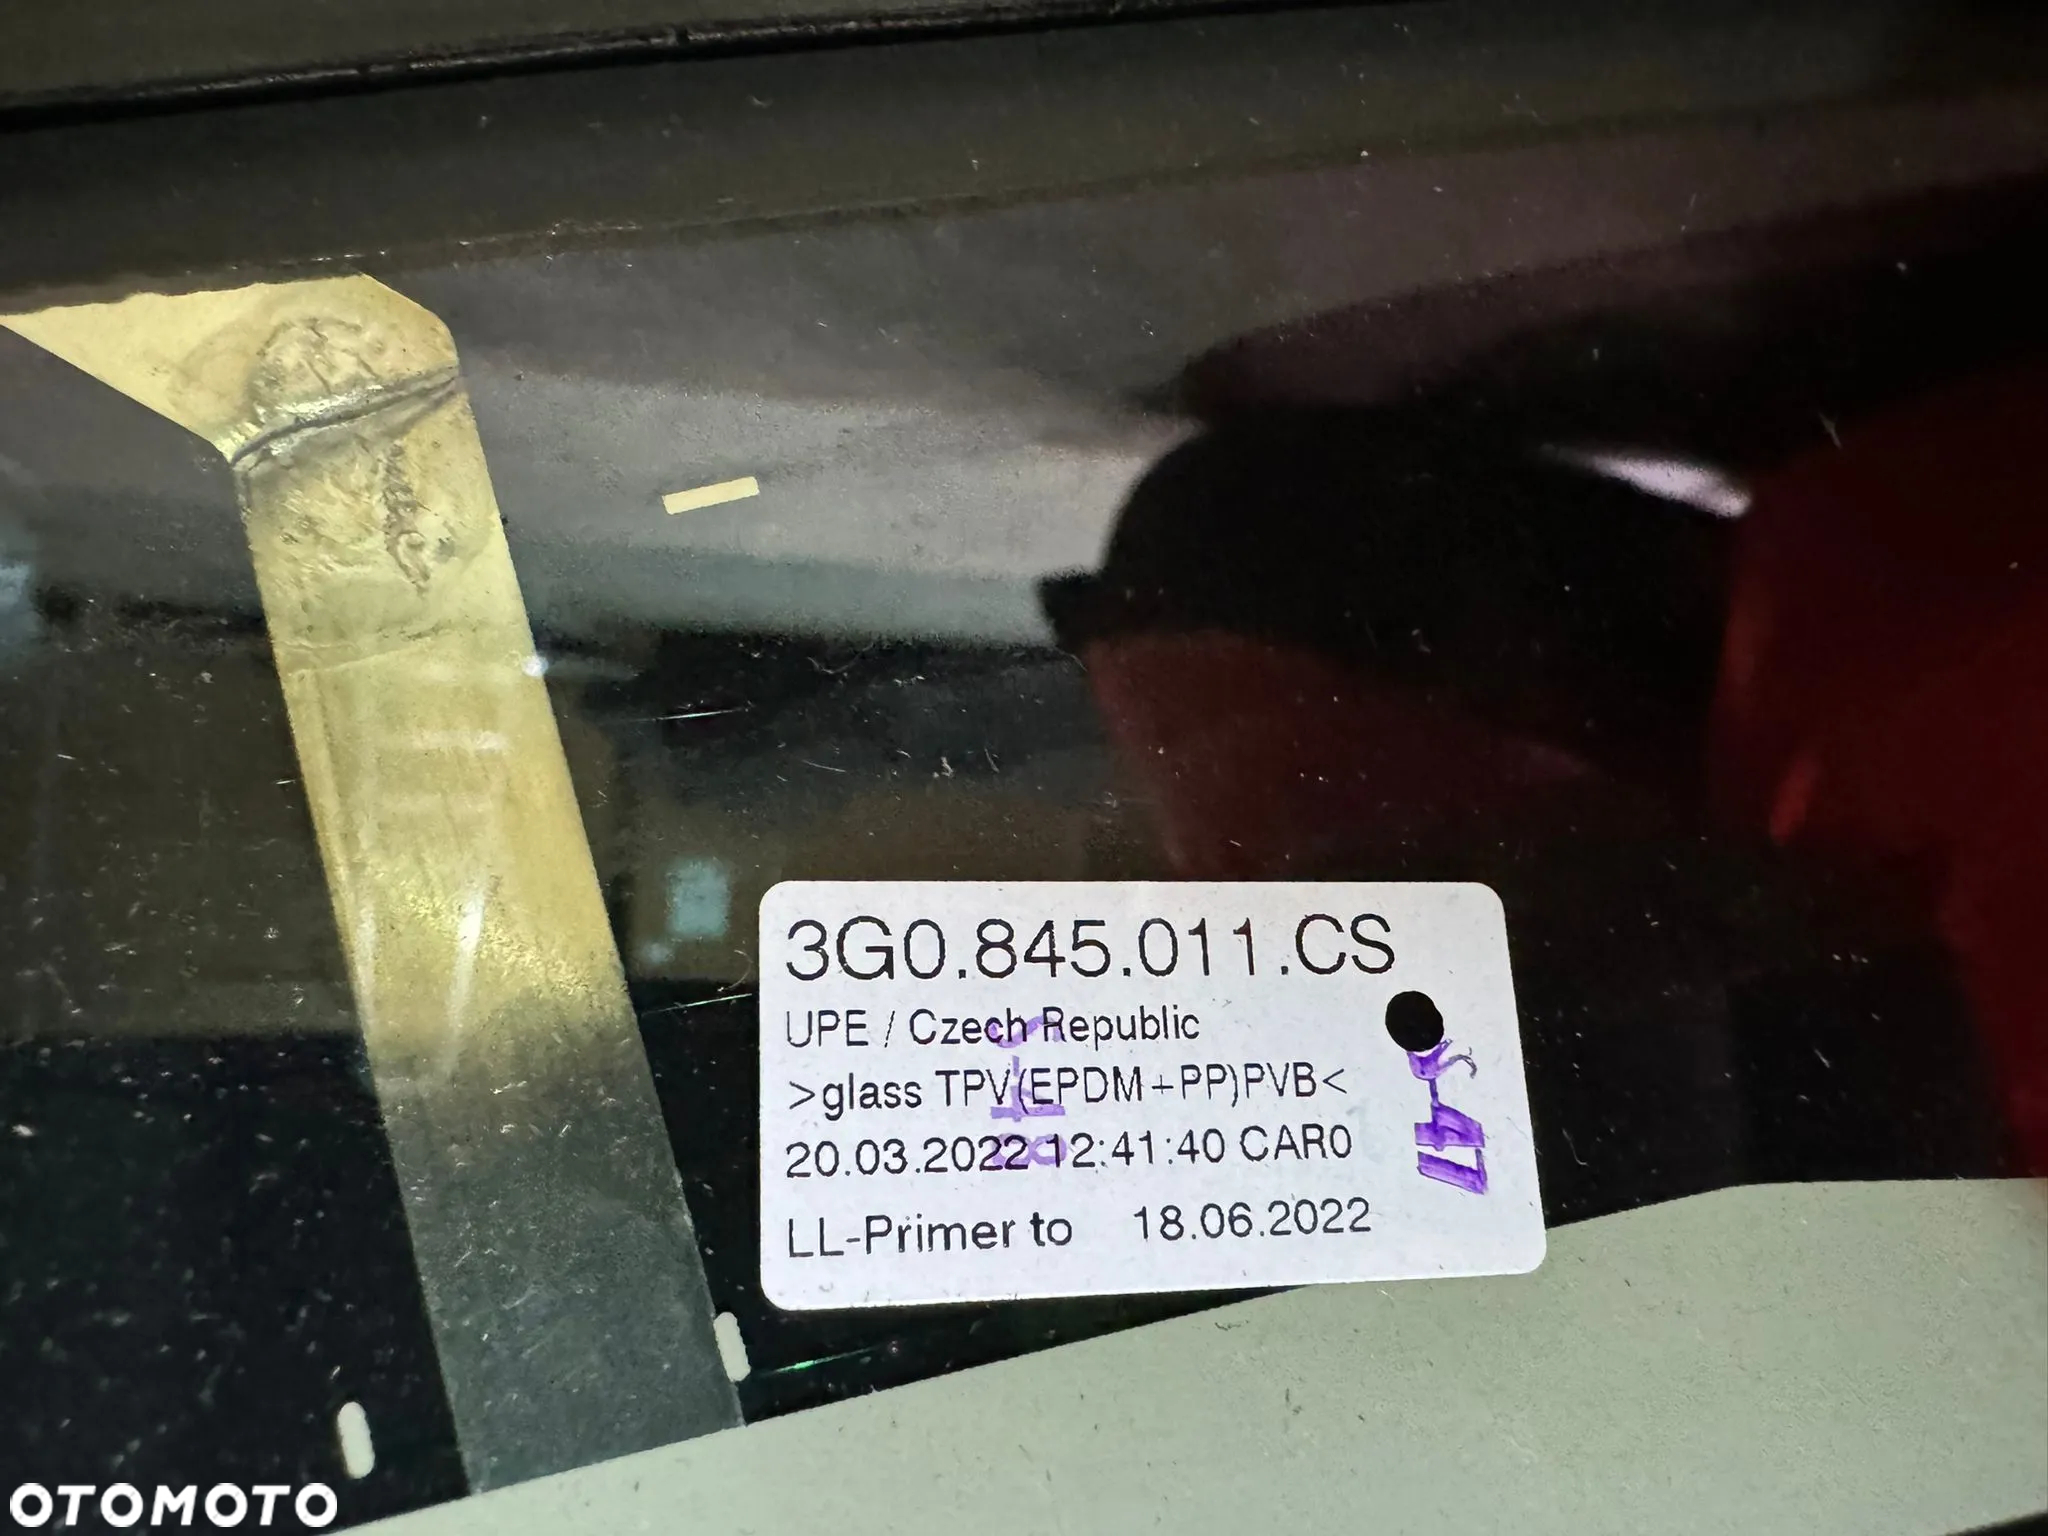 3G0.845.011.CS
UPE / Czech Republic
>glass TPV(EPDM+PP)PVB<
20.03.2022 12:41:40 CAR0
LL-Primer to 18.06.2022
OTOMOTO